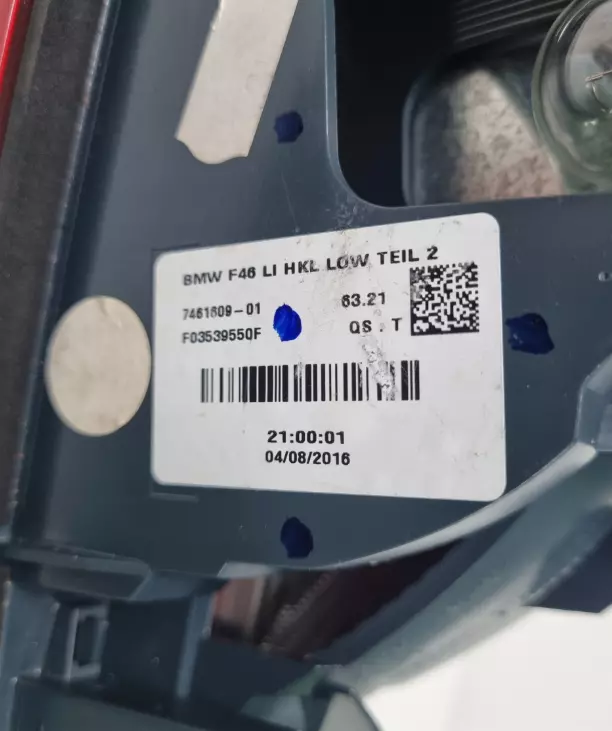 BMW F46 LI HKL LOW TEIL 2
7461609-01 63.21
F03539550F QS . T
21:00:01
04/08/2016